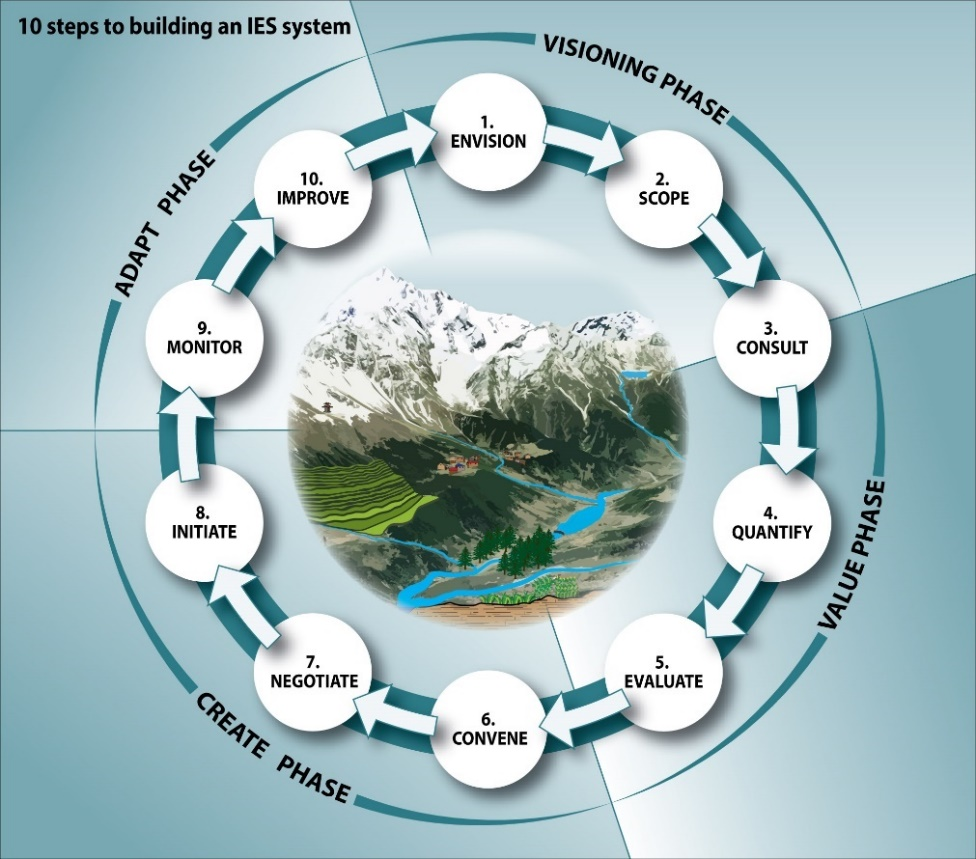 10 steps to building an IES system
VISIONING PHASE
1.
ENVISION
2.
SCOPE
3.
CONSULT
VALUE PHASE
4.
QUANTIFY
5.
EVALUATE
CREATE PHASE
6.
CONVENE
7.
NEGOTIATE
8.
INITIATE
ADAPT PHASE
9.
MONITOR
10.
IMPROVE